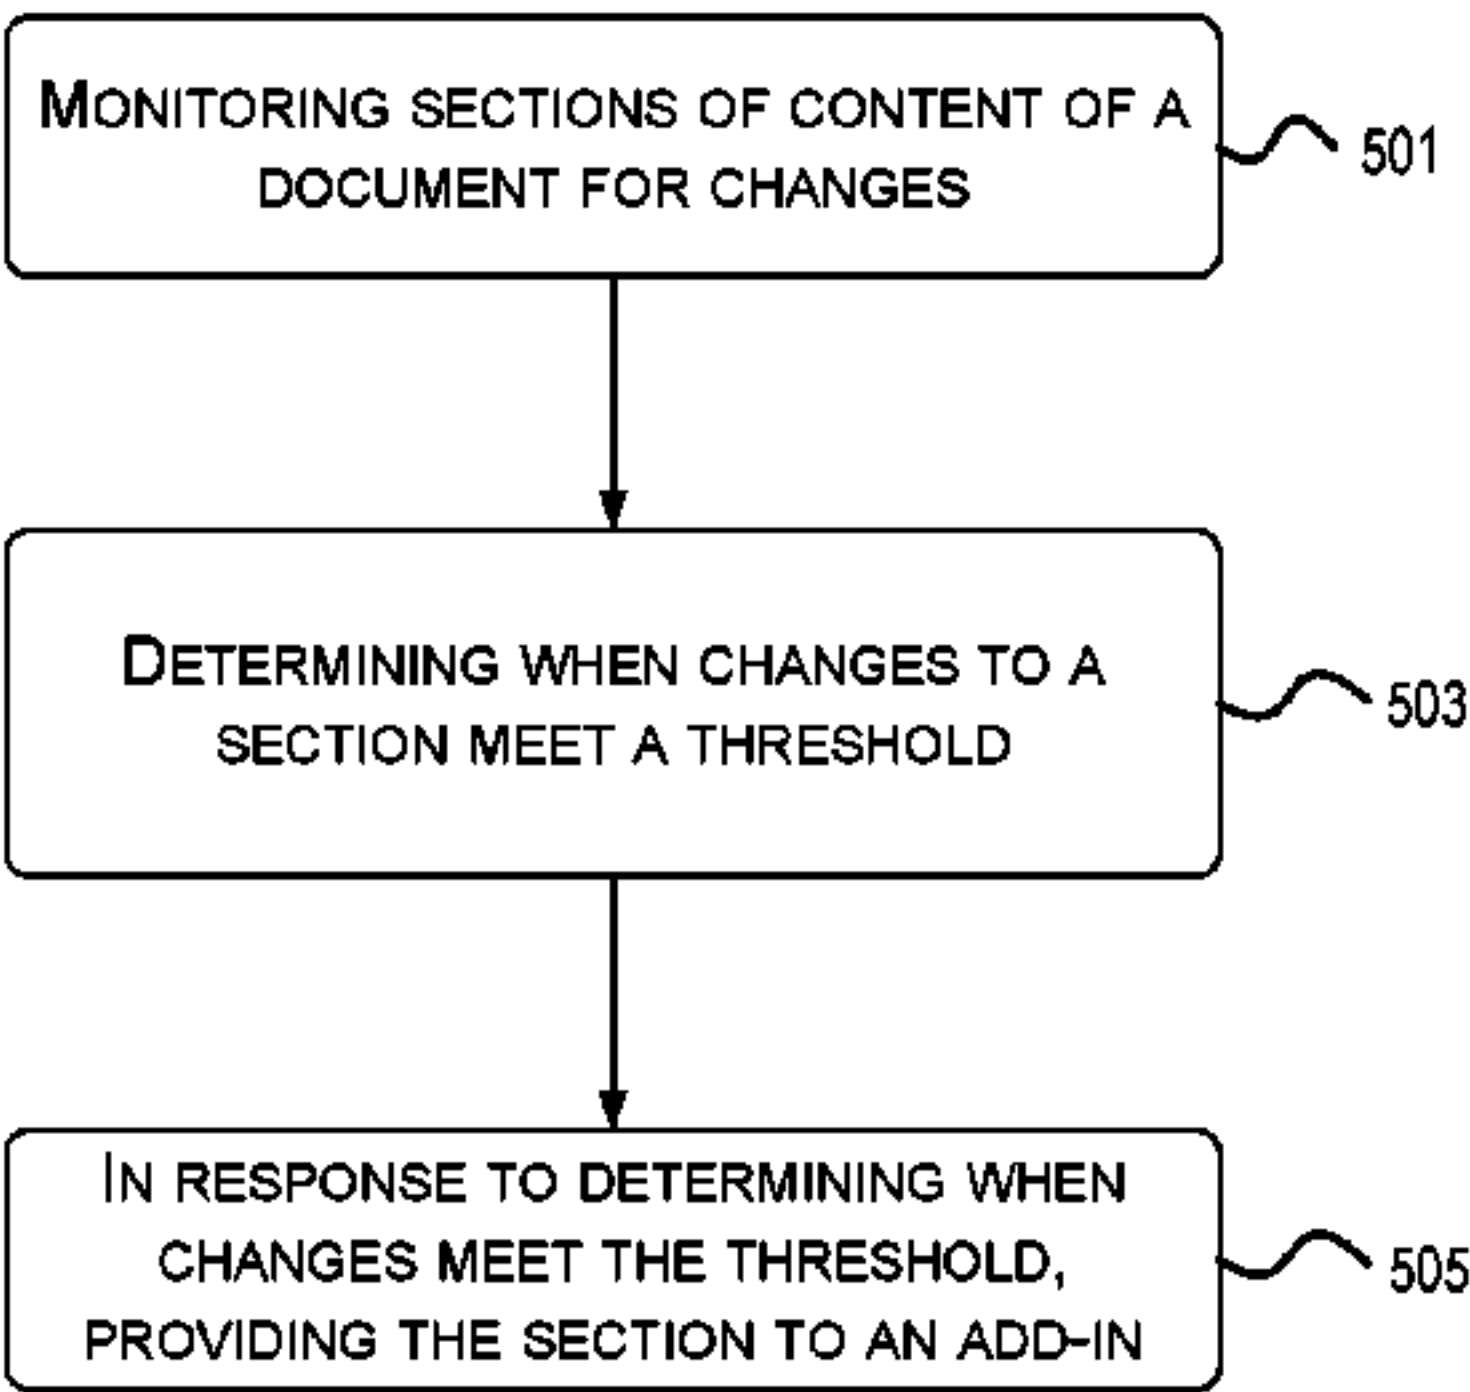 MONITORING SECTIONS OF CONTENT OF A
DOCUMENT FOR CHANGES
501
DETERMINING WHEN CHANGES TO A
SECTION MEET A THRESHOLD
503
IN RESPONSE TO DETERMINING WHEN
CHANGES MEET THE THRESHOLD,
PROVIDING THE SECTION TO AN ADD-IN
505